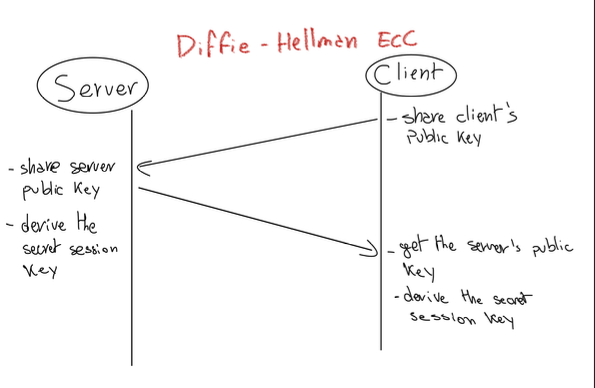 Diffie - Hellman ECC
Server
Client
- share client's
Public Key
- share server
public key
- derive the
secret session
key
- get the server's public
key
- derive the secret
session key